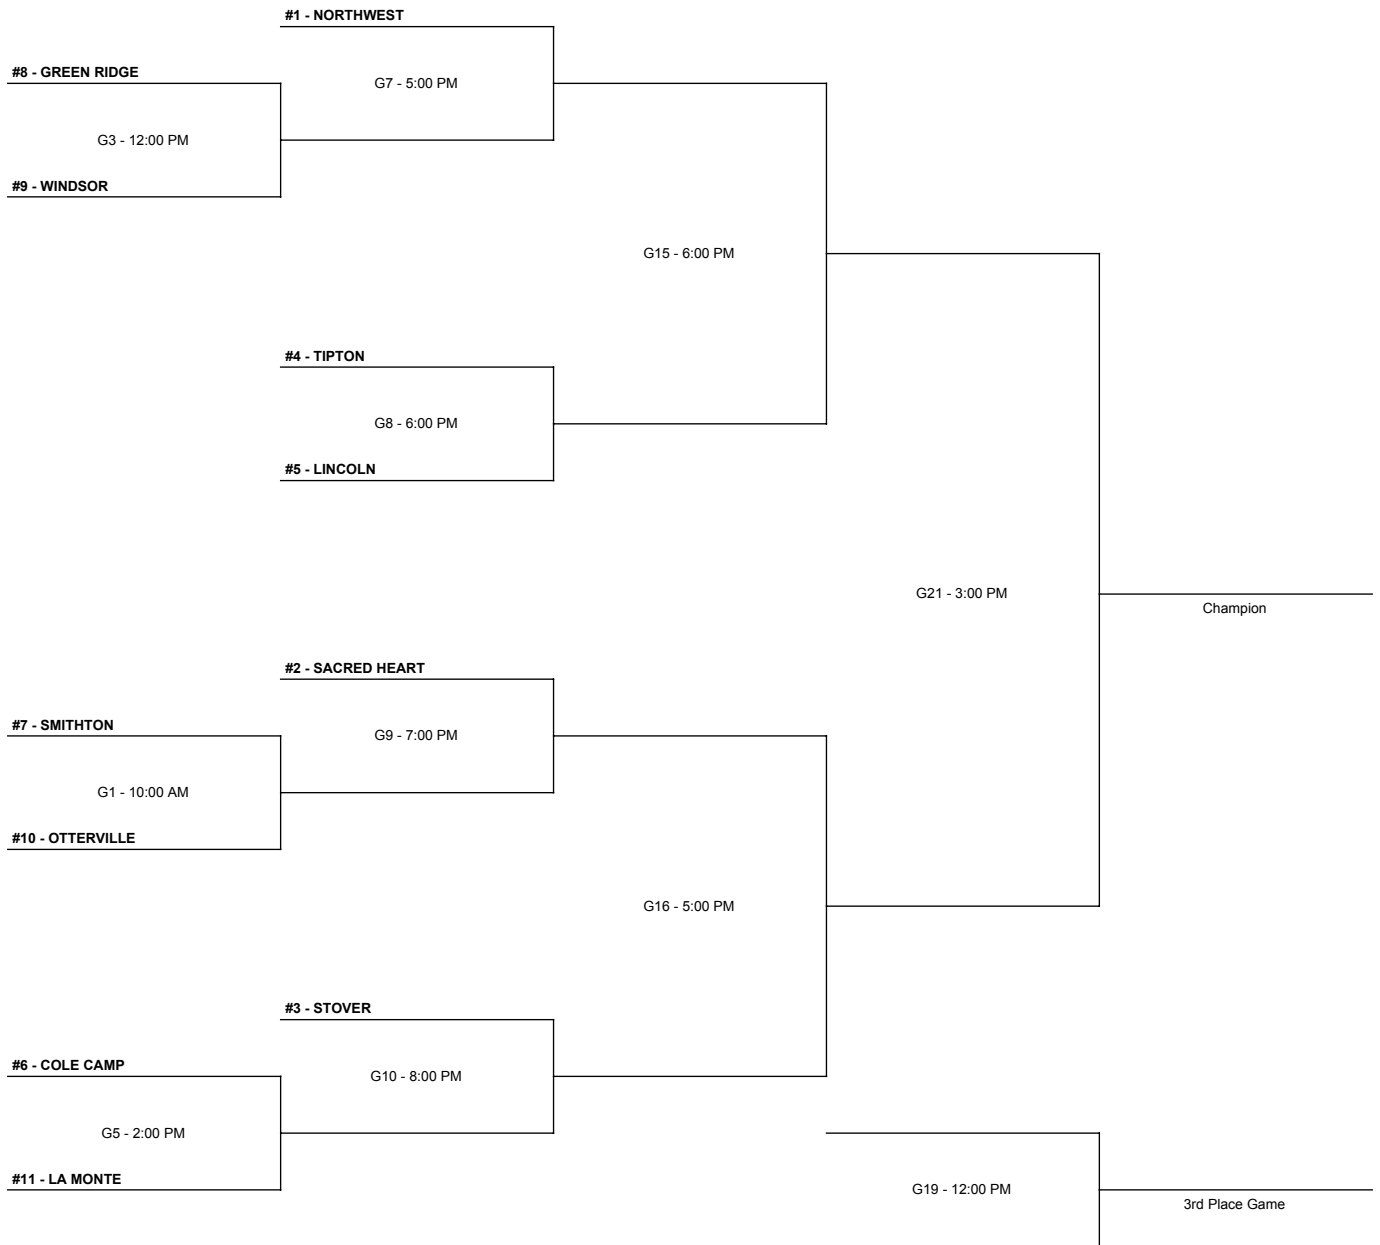 #1 - NORTHWEST
#8 - GREEN RIDGE
G7 - 5:00 PM
G3 - 12:00 PM
#9 - WINDSOR
G15 - 6:00 PM
#4 - TIPTON
G8 - 6:00 PM
#5 - LINCOLN
G21 - 3:00 PM
Champion
#2 - SACRED HEART
#7 - SMITHTON
G9 - 7:00 PM
G1 - 10:00 AM
#10 - OTTERVILLE
G16 - 5:00 PM
#3 - STOVER
#6 - COLE CAMP
G10 - 8:00 PM
G5 - 2:00 PM
#11 - LA MONTE
G19 - 12:00 PM
3rd Place Game